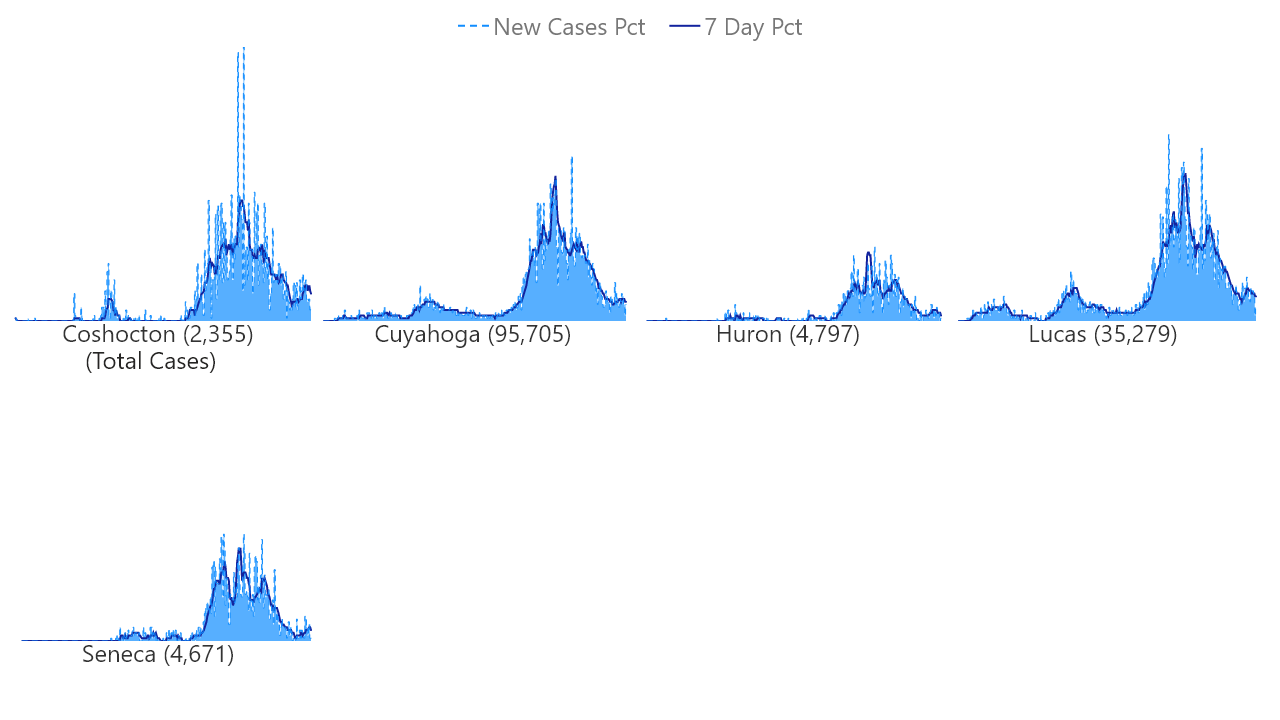 New Cases Pct 7 Day Pct
Coshocton (2,355)
(Total Cases)
Cuyahoga (95,705)
Huron (4,797)
Lucas (35,279)
Seneca (4,671)